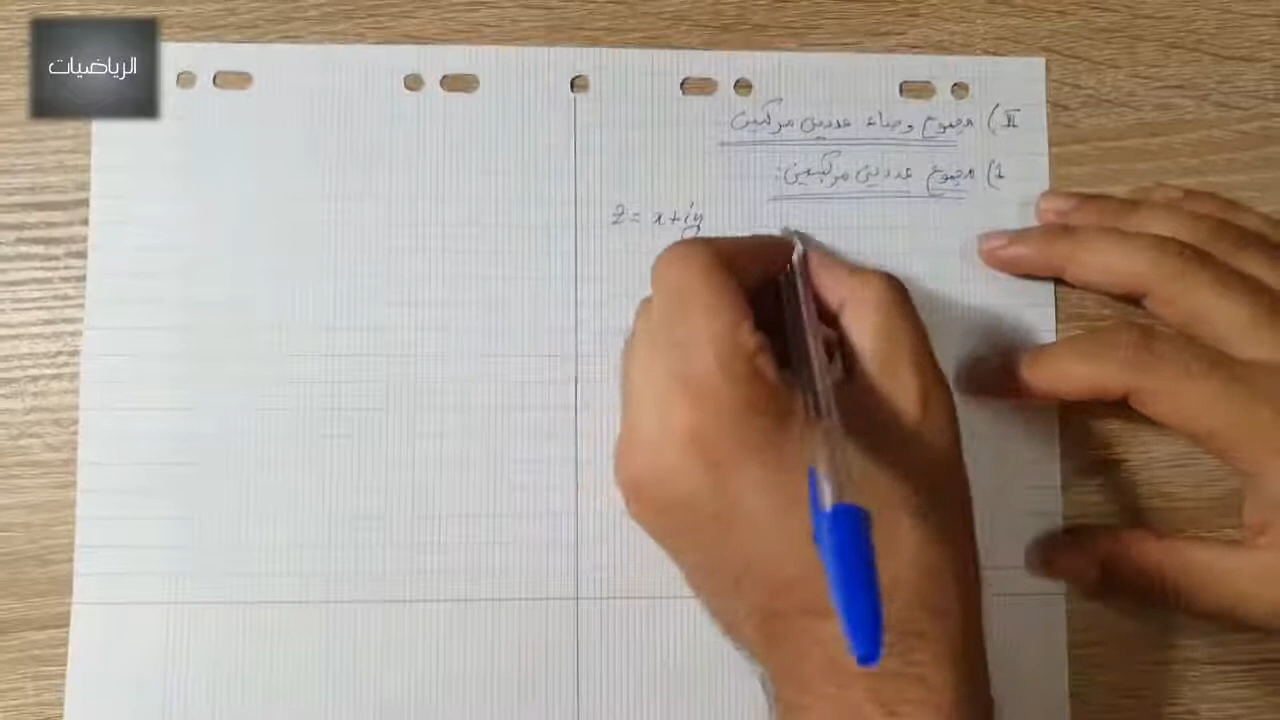 الرياضيات
II) مجموع وجداء عددين مركبين
1) مجموع عددين مركبين:
z = x+iy